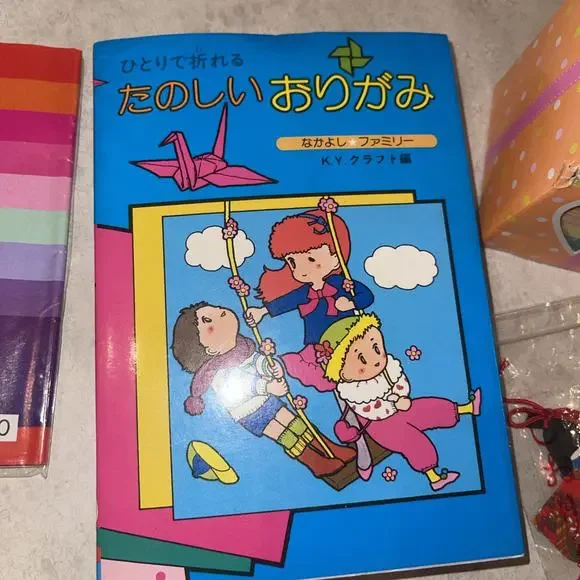 ひとりで折れる
たのしいおりがみ
なかよし★ファミリー
K.Y.クラフト編
0